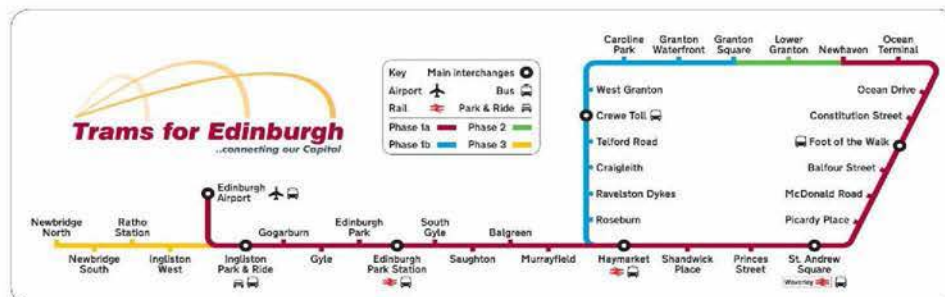 Trams for Edinburgh
...connecting our Capital
Key Main interchanges
Airport Bus
Rail Park & Ride
Phase 1a Phase 2
Phase 1b Phase 3
Caroline
Park
Granton
Waterfront
Granton
Square
Lower
Granton
Newhaven
Ocean
Terminal
West Granton
Crewe Toll
Telford Road
Craigleith
Ravelston Dykes
Roseburn
Ocean Drive
Constitution Street
Foot of the Walk
Balfour Street
McDonald Road
Picardy Place
Edinburgh
Airport
Newbridge
North
Newbridge
South
Ratho
Station
Ingliston
West
Ingliston
Park & Ride
Gogarburn
Gyle
Edinburgh
Park
Edinburgh
Park Station
South
Gyle
Saughton
Balgreen
Murrayfield
Haymarket
Shandwick
Place
Princes
Street
St. Andrew
Square
Waverley